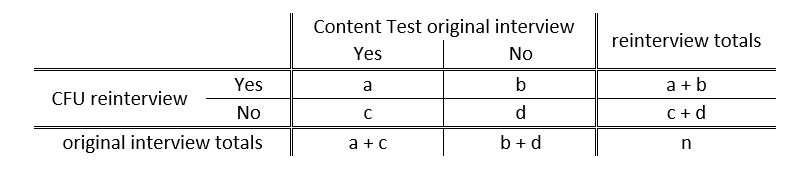 Content Test original interview
reinterview totals
Yes No
CFU reinterview
Yes a b a + b
No c d c + d
original interview totals a + c b + d n